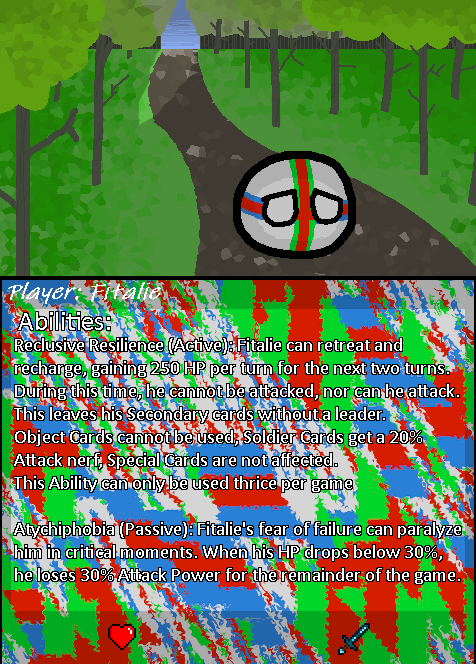 Player: Fitalie
Abilities:
Reclusive Resilience (Active): Fitalie can retreat and
recharge, gaining 250 HP per turn for the next two turns.
During this time, he cannot be attacked, nor can he attack.
This leaves his Secondary cards without a leader.
Object Cards cannot be used, Soldier Cards get a 20%
Attack nerf, Special Cards are not affected.
This Ability can only be used thrice per game
Atychiphobia (Passive): Fitalie's fear of failure can paralyze
him in critical moments. When his HP drops below 30%,
he loses 30% Attack Power for the remainder of the game.